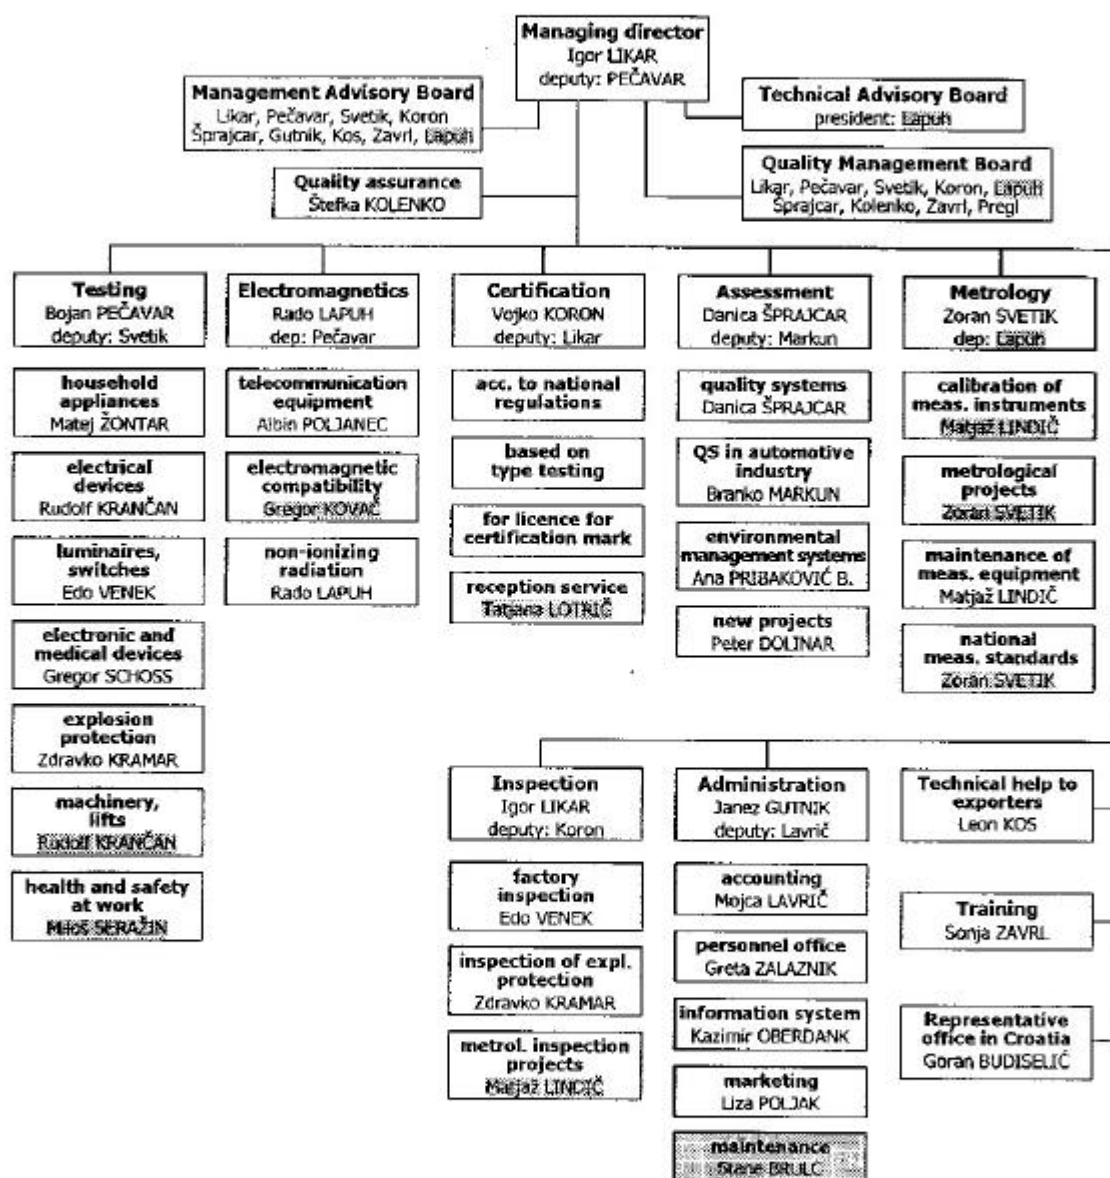 Managing director
Igor LIKAR
deputy: PEČAVAR
Management Advisory Board
Likar, Pečavar, Svetik, Koron
Šprajcar, Gutnik, Kos, Zavrl, Lapuh
Technical Advisory Board
president: Lapuh
Quality assurance
Štefka KOLENKO
Quality Management Board
Likar, Pečavar, Svetik, Koron, Lapuh
Šprajcar, Kolenko, Zavrl, Pregl
Testing
Bojan PEČAVAR
deputy: Svetik
household
appliances
Matej ŽONTAR
electrical
devices
Rudolf KRANČAN
luminaires,
switches
Edo VENEK
electronic and
medical devices
Gregor SCHOSS
explosion
protection
Zdravko KRAMAR
machinery,
lifts
Rudolf KRANČAN
health and safety
at work
Miloš SERAŽIN
Electromagnetics
Rado LAPUH
dep: Pečavar
telecommunication
equipment
Albin POLJANEC
electromagnetic
compatibility
Gregor KOVAČ
non-ionizing
radiation
Rado LAPUH
Certification
Vojko KORON
deputy: Likar
acc. to national
regulations
based on
type testing
for licence for
certification mark
reception service
Tatjana LOTRIČ
Assessment
Danica ŠPRAJCAR
deputy: Markun
quality systems
Danica ŠPRAJCAR
QS in automotive
industry
Branko MARKUN
environmental
management systems
Ana PRIBAKOVIĆ B.
new projects
Peter DOLINAR
Metrology
Zoran SVETIK
dep: Lapuh
calibration of
meas. instruments
Matjaž LINDIČ
metrological
projects
Zoran SVETIK
maintenance of
meas. equipment
Matjaž LINDIČ
national
meas. standards
Zoran SVETIK
Inspection
Igor LIKAR
deputy: Koron
factory
inspection
Edo VENEK
inspection of expl.
protection
Zdravko KRAMAR
metrol. inspection
projects
Matjaž LINDIČ
Administration
Janez GUTNIK
deputy: Lavrič
accounting
Mojca LAVRIČ
personnel office
Greta ZALAZNIK
information system
Kazimir OBERDANK
marketing
Liza POLJAK
maintenance
Stane BRULC
Technical help to
exporters
Leon KOS
Training
Sonja ZAVRL
Representative
office in Croatia
Goran BUDISELIĆ